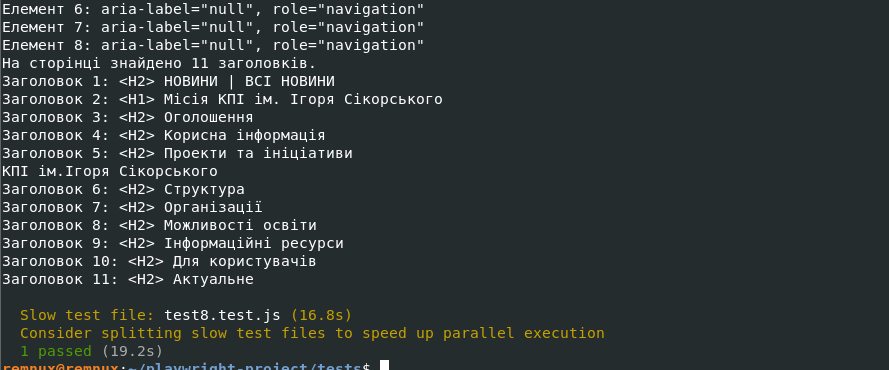 Елемент 6: aria-label="null", role="navigation"
Елемент 7: aria-label="null", role="navigation"
Елемент 8: aria-label="null", role="navigation"
На сторінці знайдено 11 заголовків.
Заголовок 1: <H2> НОВИНИ | ВСІ НОВИНИ
Заголовок 2: <H1> Місія КПІ ім. Ігоря Сікорського
Заголовок 3: <H2> Оголошення
Заголовок 4: <H2> Корисна інформація
Заголовок 5: <H2> Проекти та ініціативи
КПІ ім.Ігоря Сікорського
Заголовок 6: <H2> Структура
Заголовок 7: <H2> Організації
Заголовок 8: <H2> Можливості освіти
Заголовок 9: <H2> Інформаційні ресурси
Заголовок 10: <H2> Для користувачів
Заголовок 11: <H2> Актуальне
Slow test file: test8.test.js (16.8s)
Consider splitting slow test files to speed up parallel execution
1 passed (19.2s)
remnux@remnux:~/playwright-project/tests$